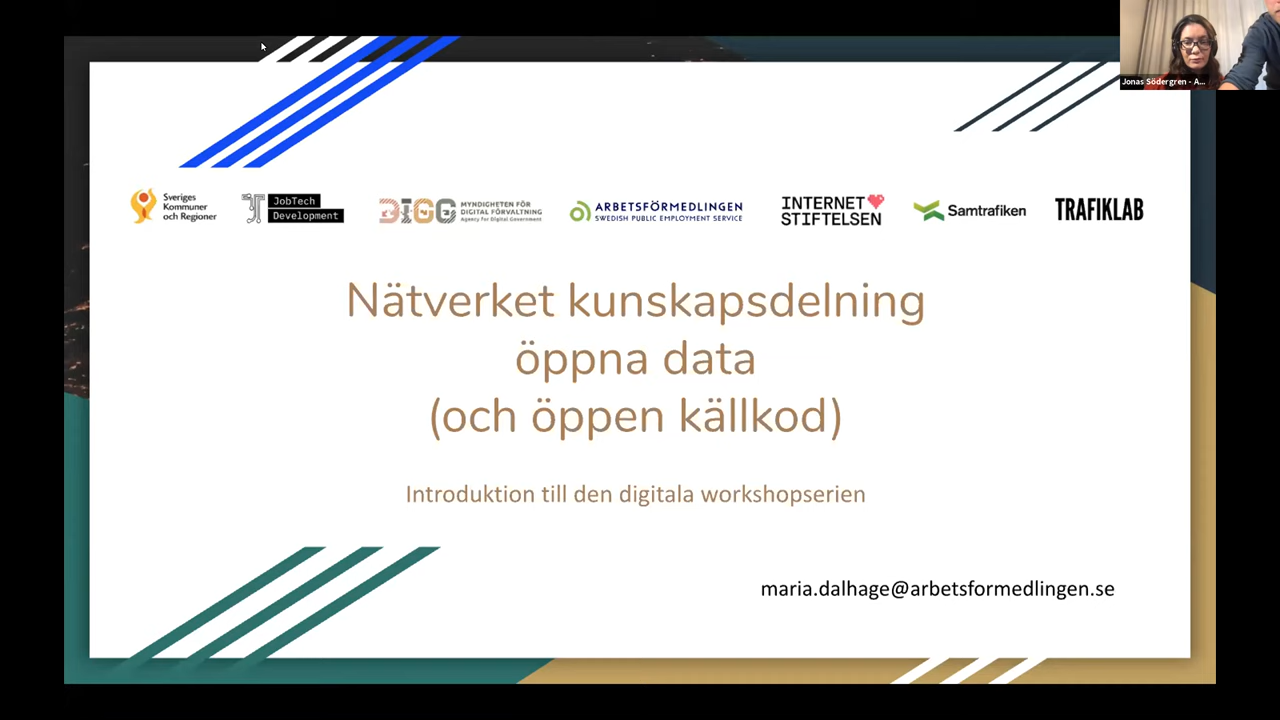 Jonas Södergren - A...
Sveriges
Kommuner
och Regioner
JobTech
Development
DIGG
MYNDIGHETEN FÖR
DIGITAL FÖRVALTNING
Agency for Digital Government
ARBETSFÖRMEDLINGEN
SWEDISH PUBLIC EMPLOYMENT SERVICE
INTERNET
STIFTELSEN
Samtrafiken
TRAFIKLAB
Nätverket kunskapsdelning
öppna data
(och öppen källkod)
Introduktion till den digitala workshopserien
maria.dalhage@arbetsformedlingen.se